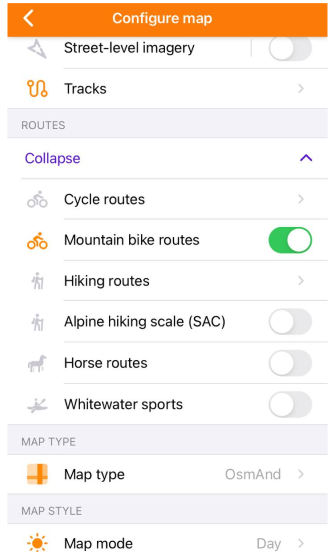 Configure map
Street-level imagery
Tracks
ROUTES
Collapse
Cycle routes
Mountain bike routes
Hiking routes
Alpine hiking scale (SAC)
Horse routes
Whitewater sports
MAP TYPE
Map type OsmAnd
MAP STYLE
Map mode Day